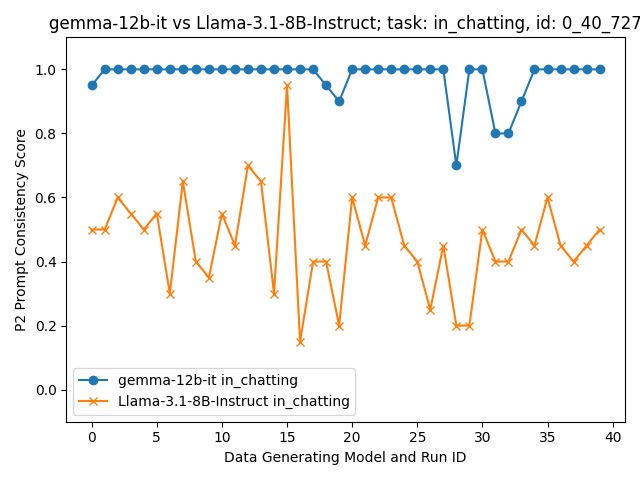 gemma-12b-it vs Llama-3.1-8B-Instruct; task: in_chatting, id: 0_40_727
P2 Prompt Consistency Score
1.0
0.8
0.6
0.4
0.2
0.0
gemma-12b-it in_chatting
Llama-3.1-8B-Instruct in_chatting
0 5 10 15 20 25 30 35 40
Data Generating Model and Run ID